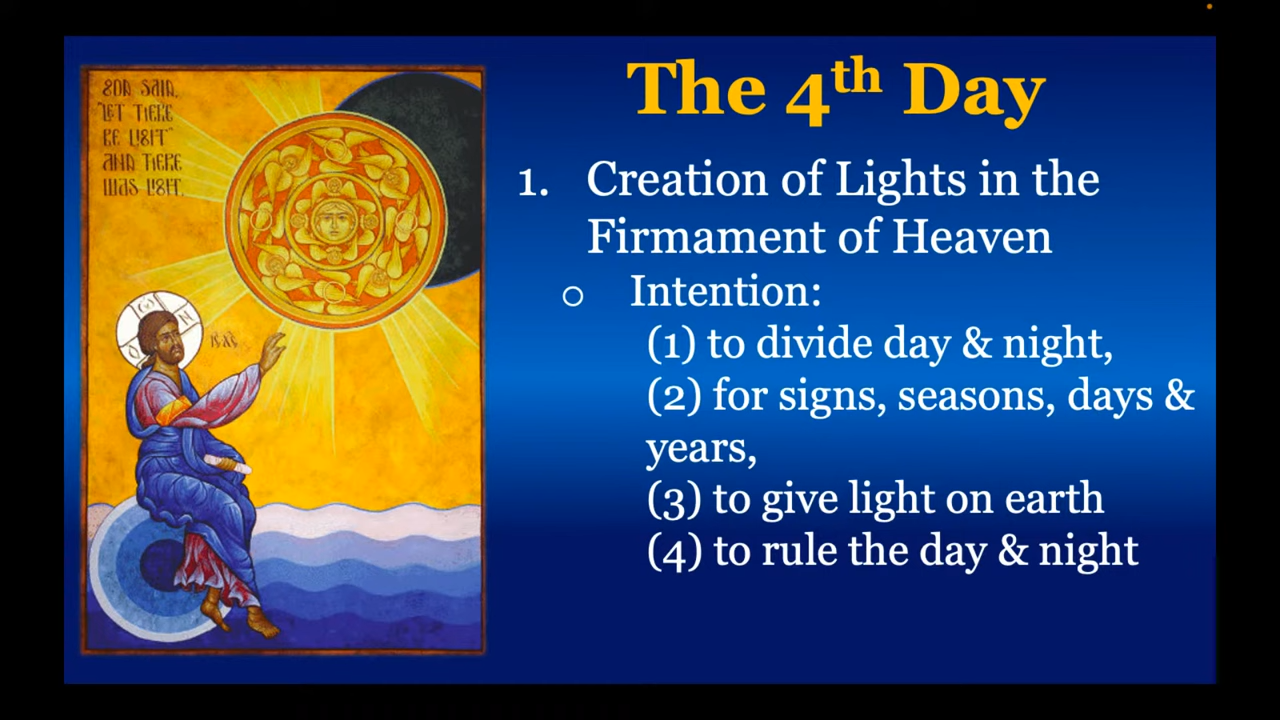 GOD SAID,
"LET THERE
BE LIGHT"
AND THERE
WAS LIGHT.
The 4th Day
1. Creation of Lights in the
Firmament of Heaven
o Intention:
(1) to divide day & night,
(2) for signs, seasons, days &
years,
(3) to give light on earth
(4) to rule the day & night